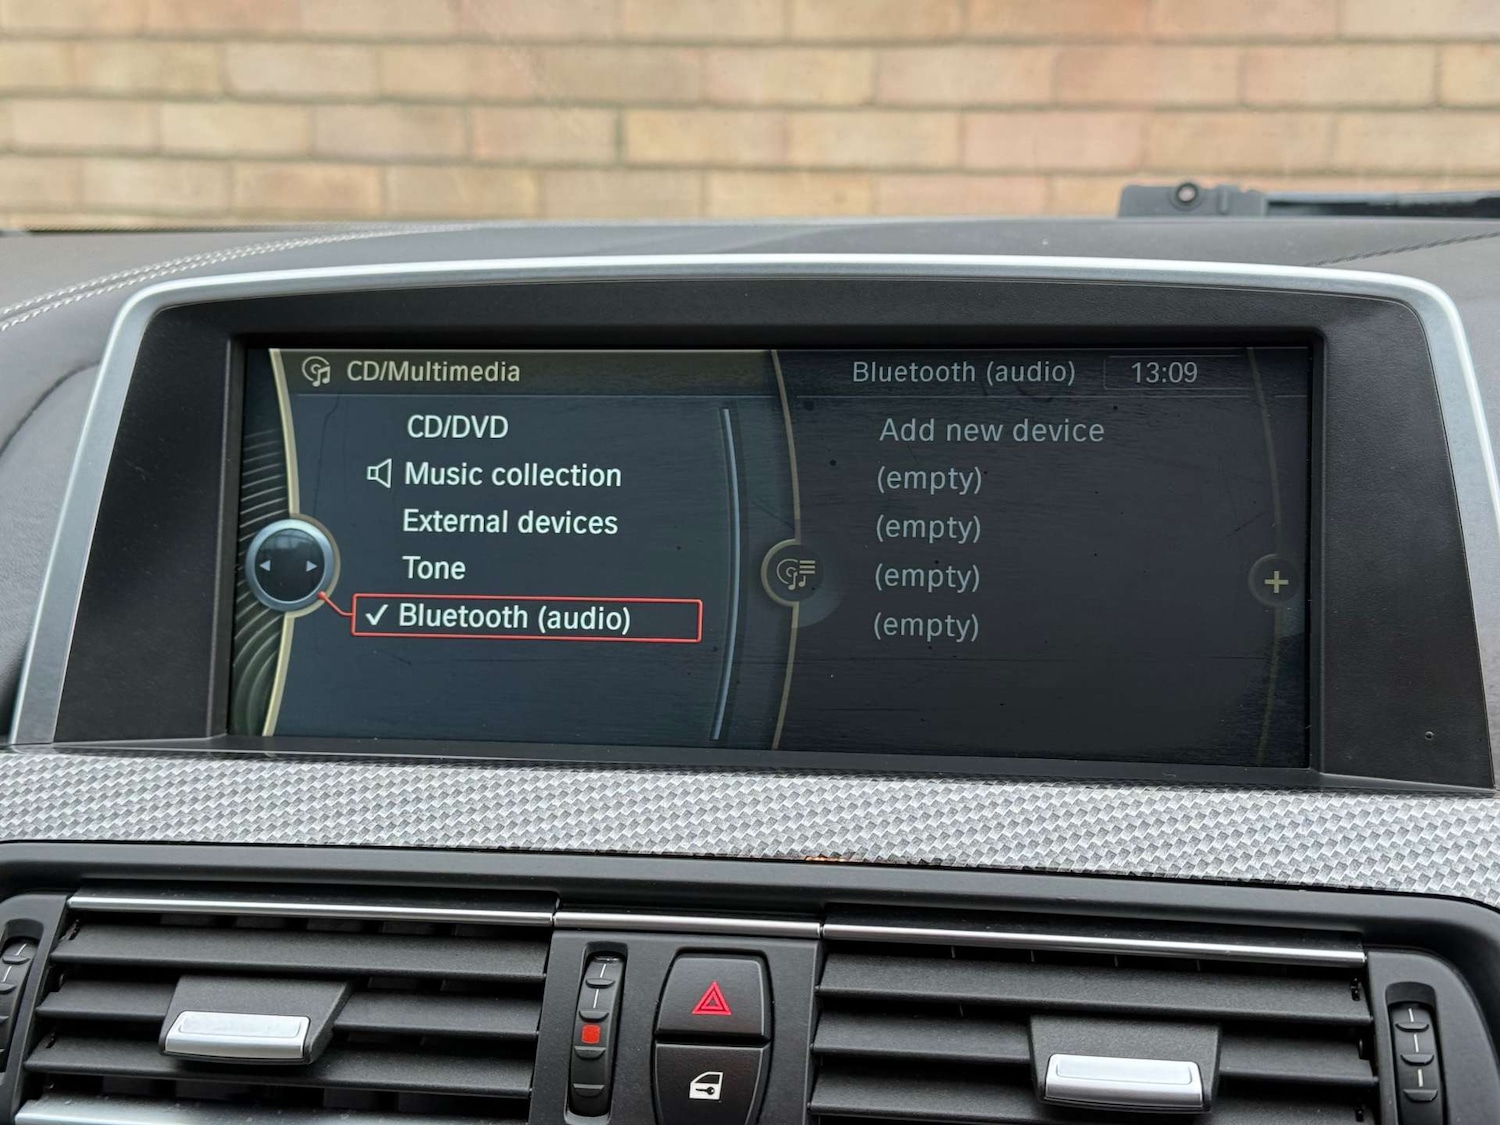 CD/Multimedia
CD/DVD
Music collection
External devices
Tone
Bluetooth (audio)
Bluetooth (audio) 13:09
Add new device
(empty)
(empty)
(empty)
(empty)